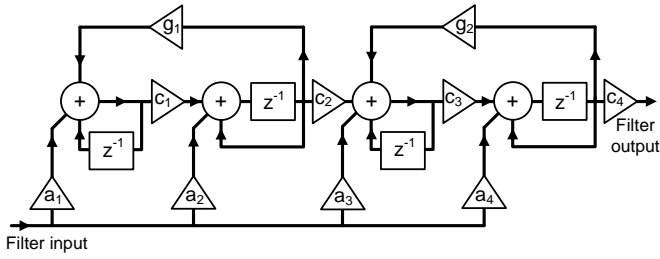 g1 g2
+ c1 + z-1 c2 + c3 + z-1 c4
z-1 z-1
Filter
output
a1 a2 a3 a4
Filter input